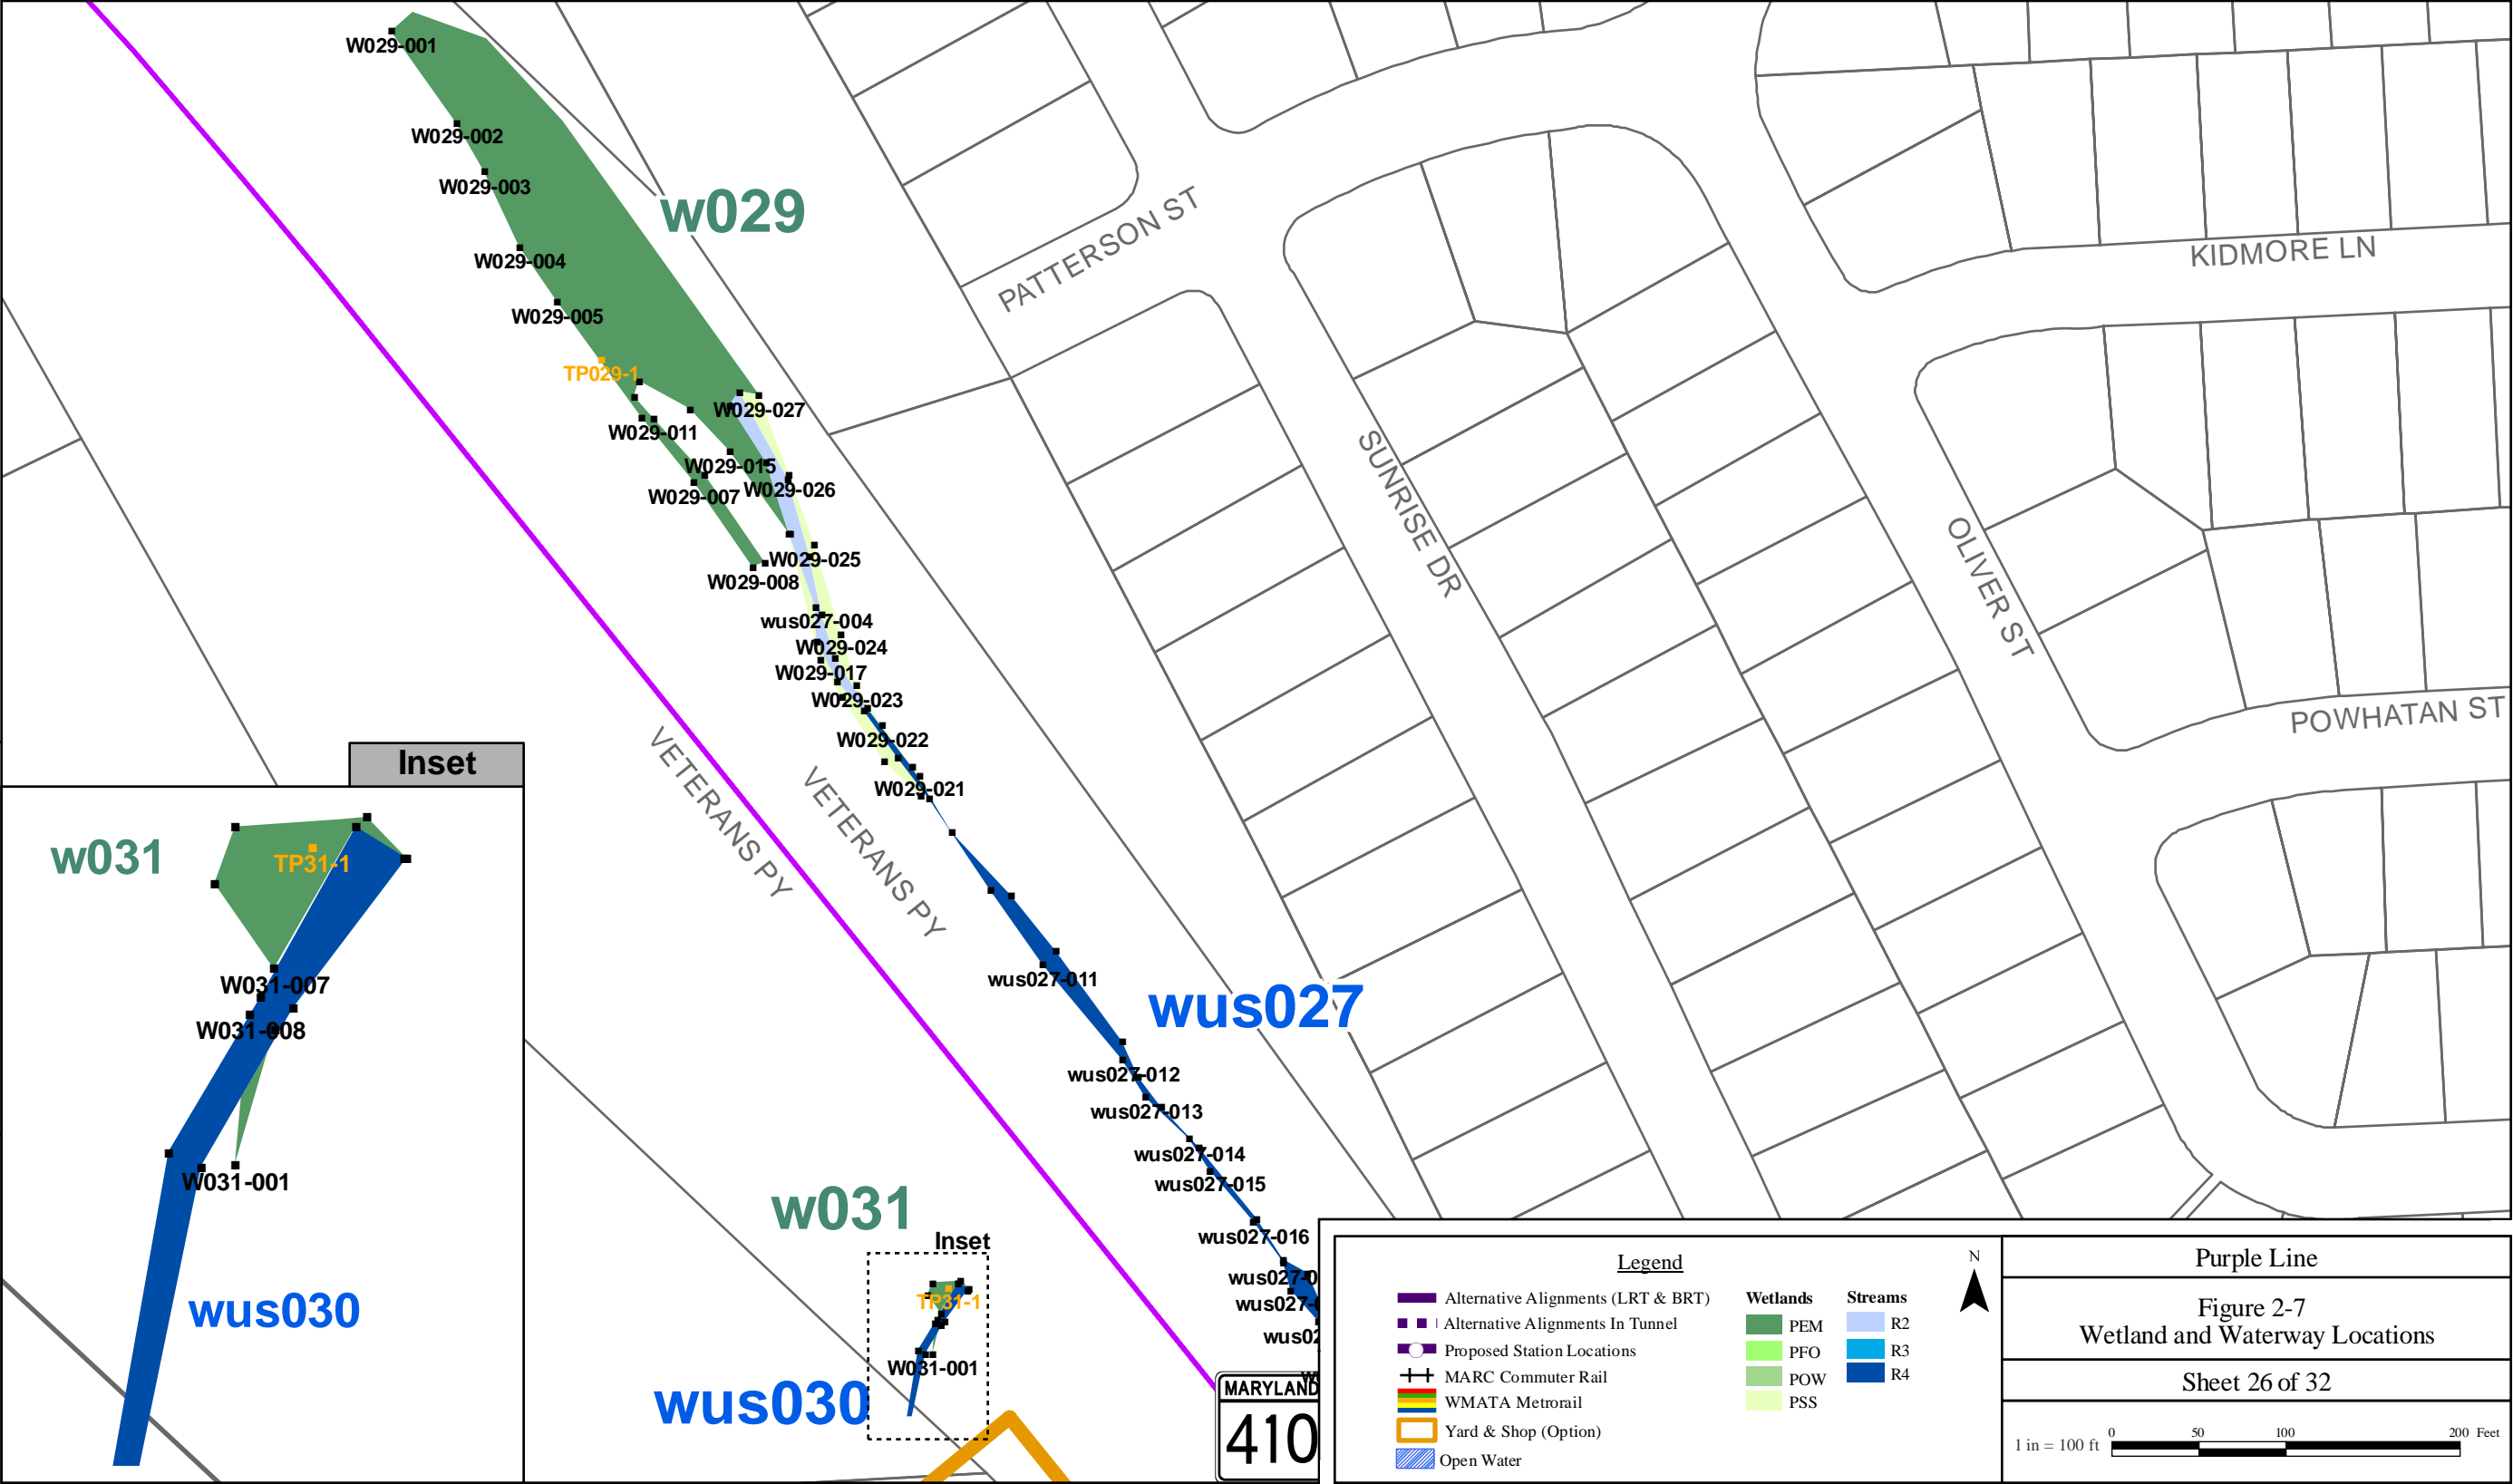 W029-001
W029-002
W029-003
w029
W029-004
W029-005
TP029-1
W029-027
W029-011
W029-015
W029-007
W029-026
W029-025
W029-008
wus027-004
W029-024
W029-017
W029-023
W029-022
W029-021
PATTERSON ST
KIDMORE LN
SUNRISE DR
OLIVER ST
POWHATAN ST
VETERANS PY
VETERANS PY
wus027-011
wus027
wus027-012
wus027-013
wus027-014
wus027-015
wus027-016
wus027-0
wus027-
wus02
w
Inset
w031
TP31-1
W031-007
W031-008
W031-001
wus030
w031
Inset
TP31-1
W031-001
wus030
MARYLAND
410
Legend
Alternative Alignments (LRT & BRT)
Alternative Alignments In Tunnel
Proposed Station Locations
MARC Commuter Rail
WMATA Metrorail
Yard & Shop (Option)
Open Water
Wetlands
PEM
PFO
POW
PSS
Streams
R2
R3
R4
N
Purple Line
Figure 2-7
Wetland and Waterway Locations
Sheet 26 of 32
1 in = 100 ft
0 50 100 200 Feet